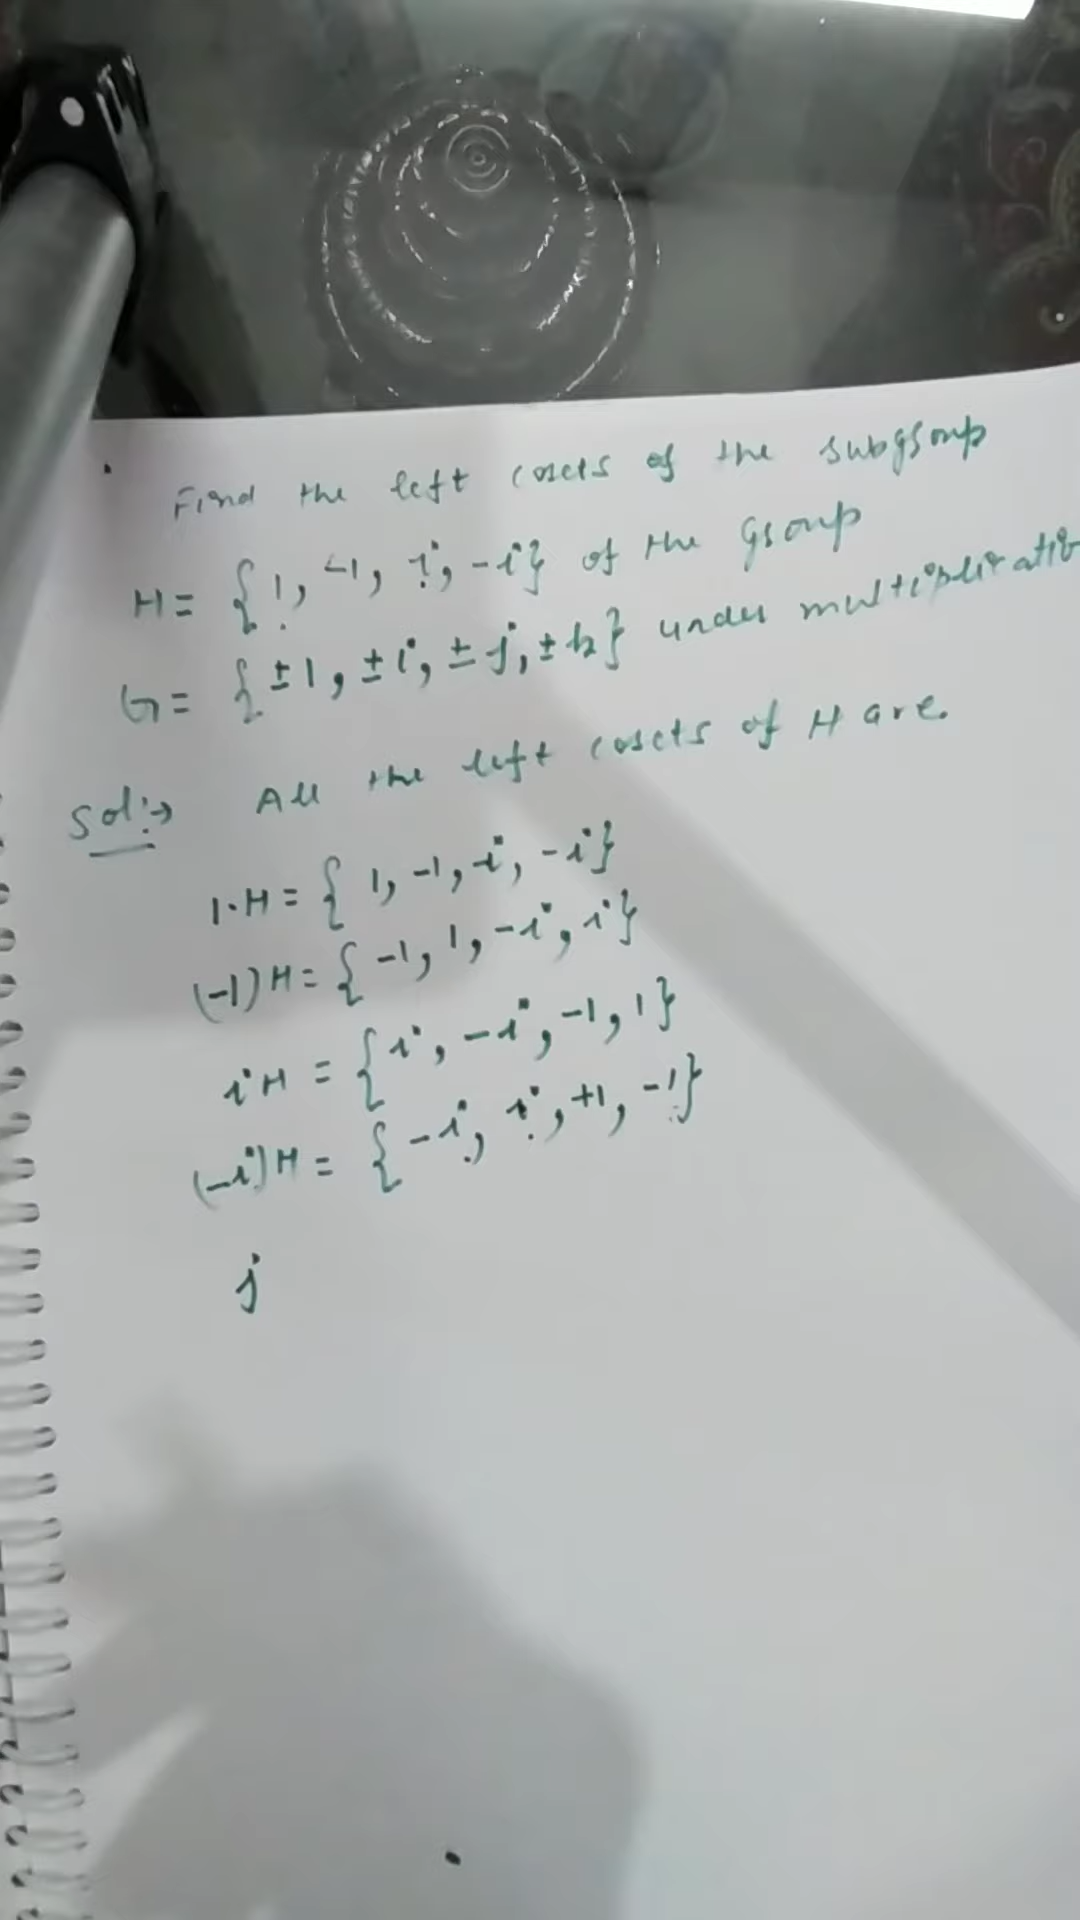 Find the left cosets of the subgroup
H = {1, -1, i, -i} of the group
G = {±1, ±i, ±j, ±k} under multiplicatio
Sol:→ All the left cosets of H are.
1·H = {1, -1, i, -i}
(-1)H = {-1, 1, -i, i}
iH = {i, -i, -1, 1}
(-i)H = {-i, i, +1, -1}
j